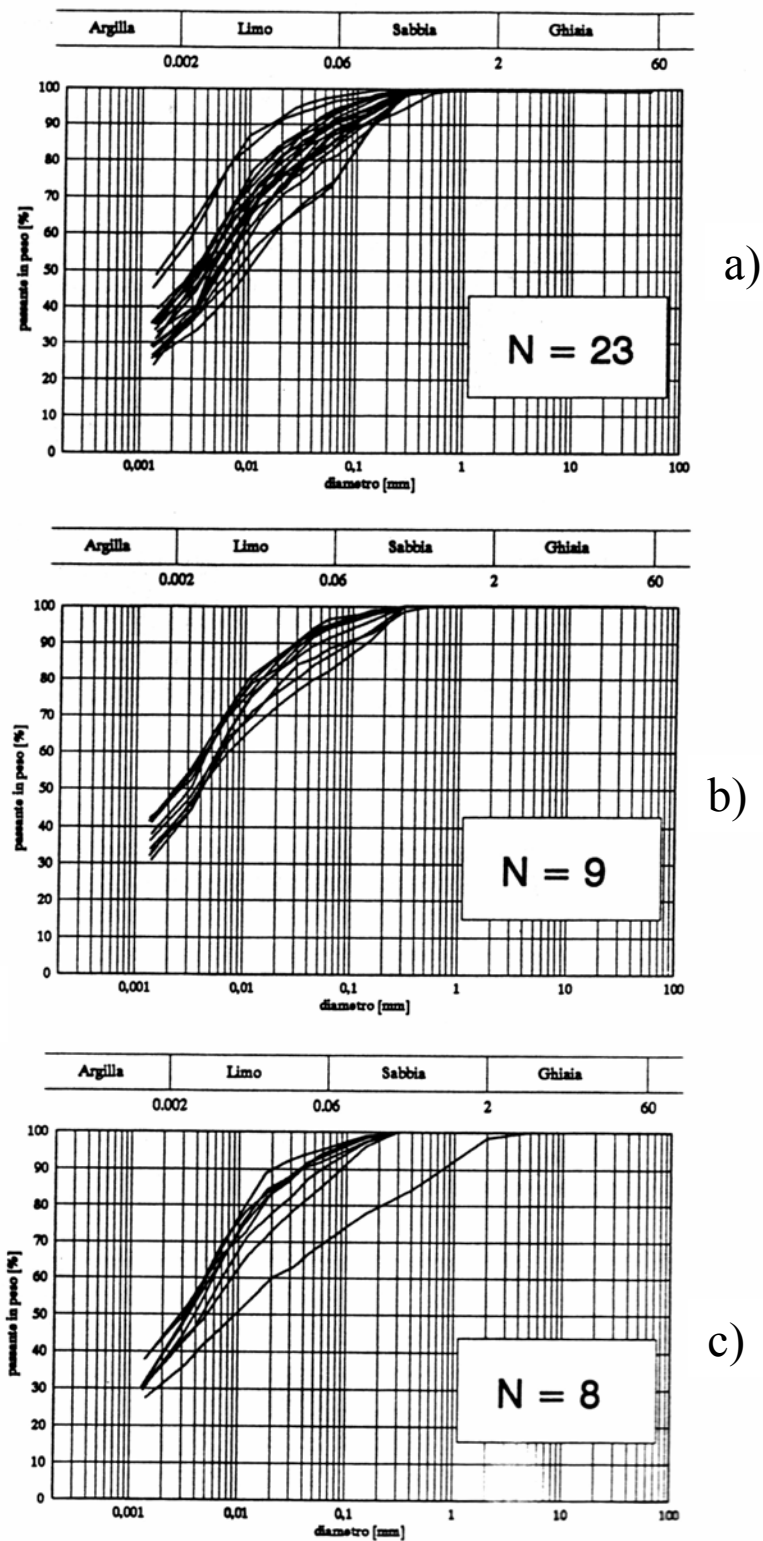 Argilla Limo Sabbia Ghiaia
0.002 0.06 2 60
100
90
80
70
60
50
40
30
20
10
0
passante in peso [%]
N = 23
a)
0,001 0,01 0,1 1 10 100
diametro [mm]
Argilla Limo Sabbia Ghiaia
0.002 0.06 2 60
100
90
80
70
60
50
40
30
20
10
0
passante in peso [%]
N = 9
b)
0,001 0,01 0,1 1 10 100
diametro [mm]
Argilla Limo Sabbia Ghiaia
0.002 0.06 2 60
100
90
80
70
60
50
40
30
20
10
0
passante in peso [%]
N = 8
c)
0,001 0,01 0,1 1 10 100
diametro [mm]